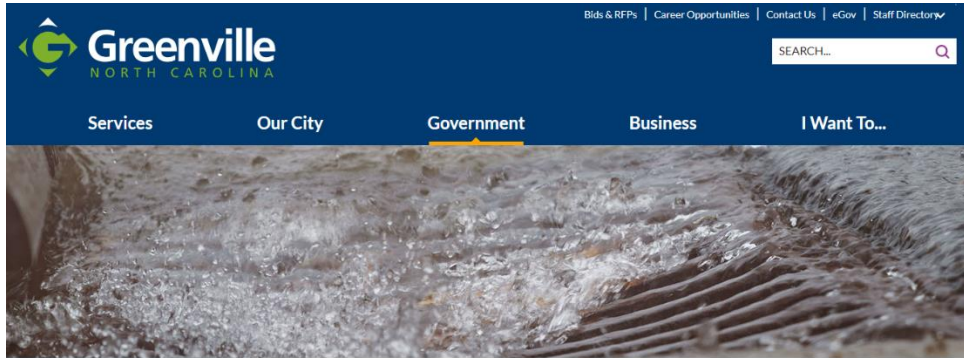 Bids & RFPs | Career Opportunities | Contact Us | eGov | Staff Directory
Greenville
NORTH CAROLINA
SEARCH...
Services Our City Government Business I Want To...